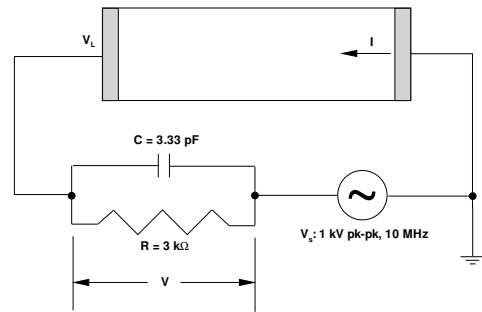 V_L
I
C = 3.33 pF
R = 3 kΩ
V_s: 1 kV pk-pk, 10 MHz
V